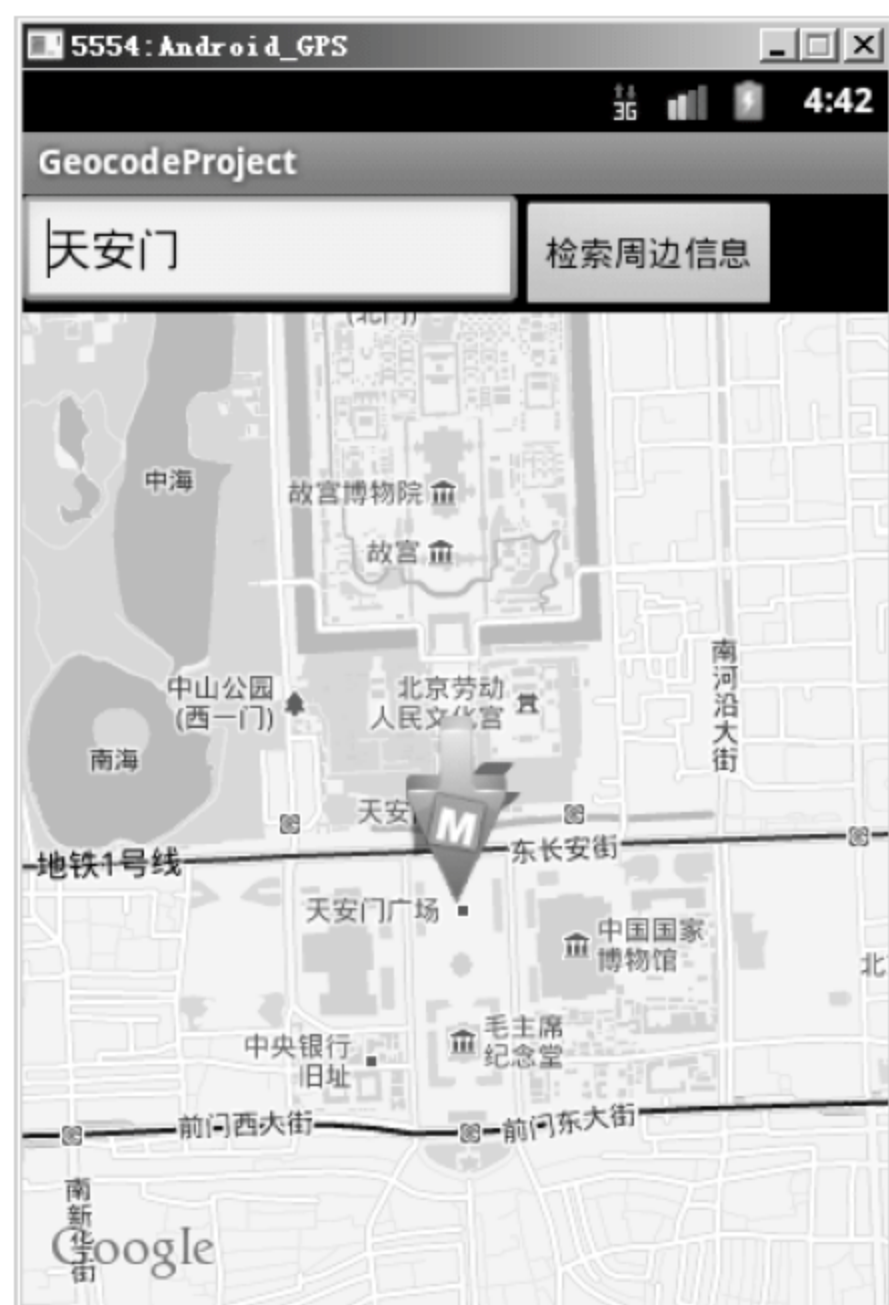 5554:Android_GPS
3G
4:42
GeocodeProject
天安门
检索周边信息
(北门)
中海
故宫博物院
故宫
南河沿大街
中山公园
(西一门)
北京劳动
人民文化宫
南海
天安
M
东长安街
地铁1号线
天安门广场
中国国家
博物馆
北
毛主席
纪念堂
中央银行
旧址
前门西大街
前门东大街
南新华街
Google